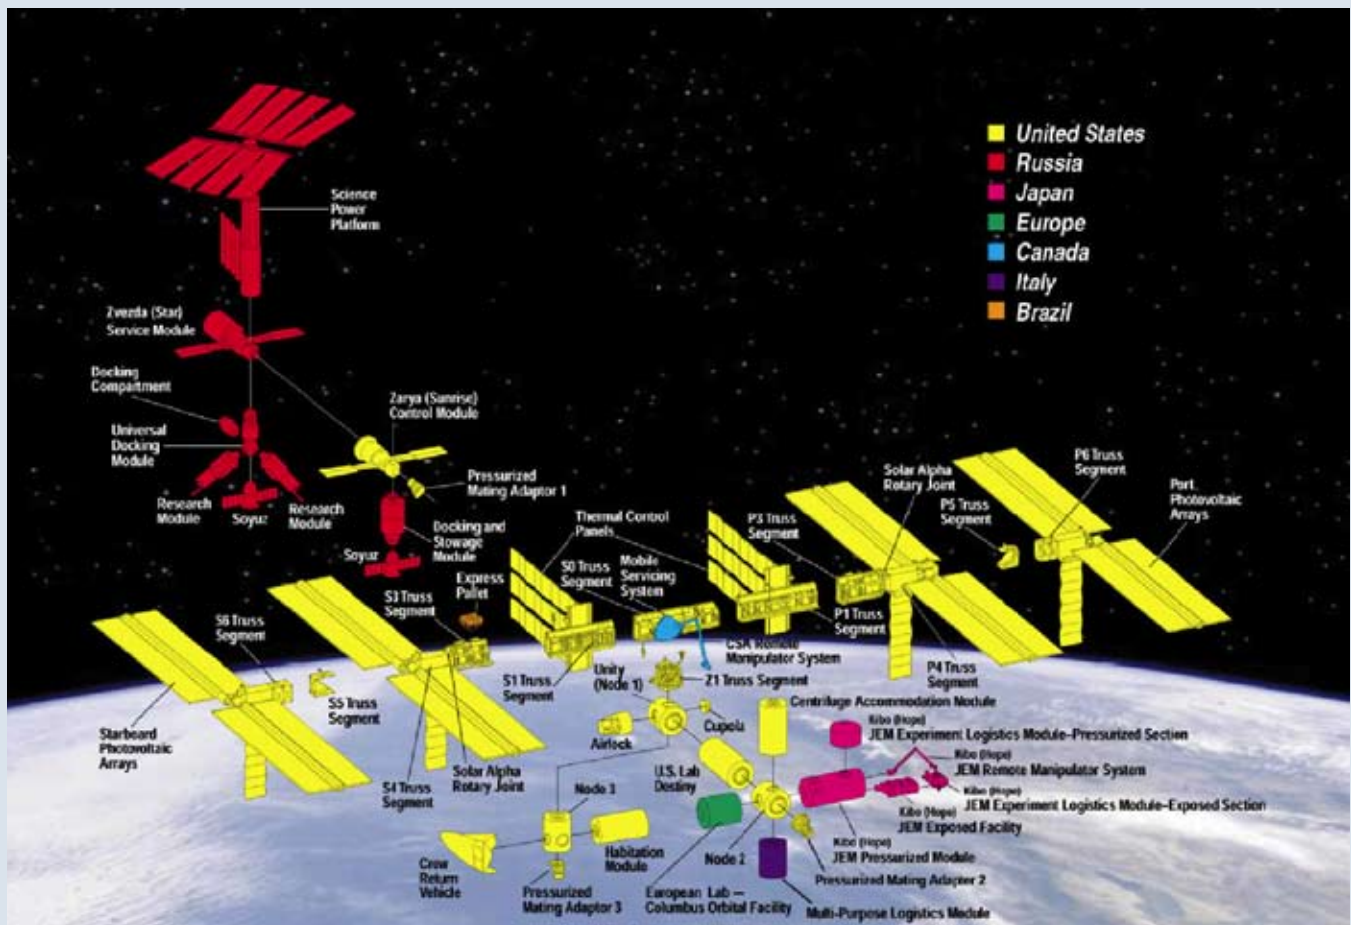 United States
Russia
Japan
Europe
Canada
Italy
Brazil
Science
Power
Platform
Zvezda (Star)
Service Module
Docking
Compartment
Universal
Docking
Module
Research
Module
Soyuz
Research
Module
Zarya (Sunrise)
Control Module
Pressurized
Mating Adaptor 1
Docking and
Stowage
Module
Soyuz
Express
Pallet
Thermal Control
Panels
S0 Truss
Segment
Mobile
Servicing
System
P3 Truss
Segment
Solar Alpha
Rotary Joint
P5 Truss
Segment
P6 Truss
Segment
Port
Photovoltaic
Arrays
S3 Truss
Segment
S6 Truss
Segment
S5 Truss
Segment
Starboard
Photovoltaic
Arrays
S4 Truss
Segment
Solar Alpha
Rotary Joint
S1 Truss
Segment
Unity
(Node 1)
CSA Remote
Manipulator System
Z1 Truss Segment
P1 Truss
Segment
P4 Truss
Segment
Centrifuge Accommodation Module
Cupola
Airlock
U.S. Lab
Destiny
Kibo (Hope)
JEM Experiment Logistics Module–Pressurized Section
Kibo (Hope)
JEM Remote Manipulator System
Kibo (Hope)
JEM Experiment Logistics Module–Exposed Section
Kibo (Hope)
JEM Exposed Facility
Kibo (Hope)
JEM Pressurized Module
Node 3
Habitation
Module
Crew
Return
Vehicle
Pressurized
Mating Adaptor 3
Node 2
European Lab —
Columbus Orbital Facility
Pressurized Mating Adapter 2
Multi-Purpose Logistics Module